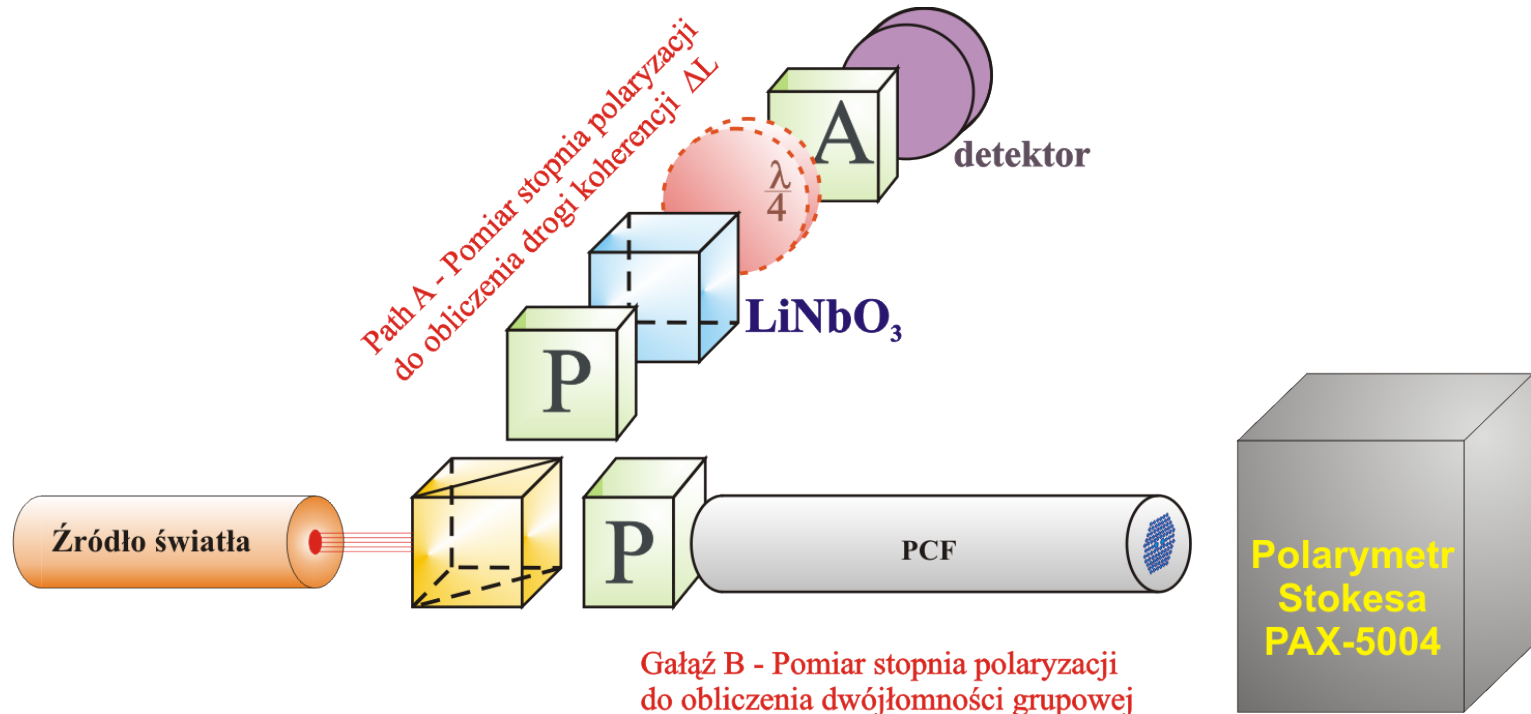 Path A - Pomiar stopnia polaryzacji
do obliczenia drogi koherencji ΔL
A
detektor
λ
4
LiNbO₃
P
Źródło światła
P
PCF
Polarymetr
Stokesa
PAX-5004
Gałąź B - Pomiar stopnia polaryzacji
do obliczenia dwójłomności grupowej